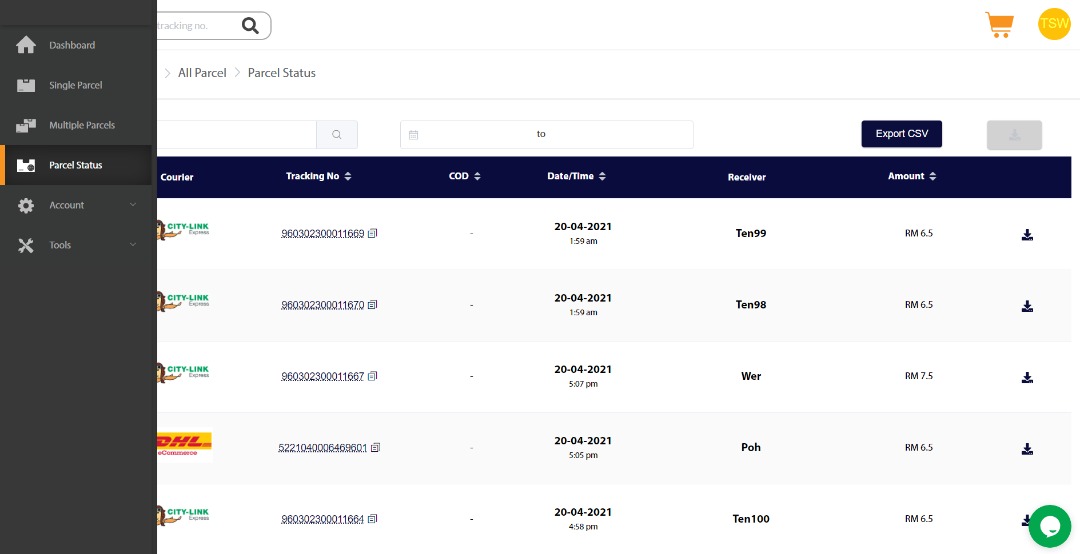 tracking no.
TSW
Dashboard
Single Parcel
Multiple Parcels
Parcel Status
Account
Tools
All Parcel > Parcel Status
to
Export CSV
Courier Tracking No COD Date/Time Receiver Amount
CITY-LINK Express 960302300011669 - 20-04-2021 1:59 am Ten99 RM 6.5
CITY-LINK Express 960302300011670 - 20-04-2021 1:59 am Ten98 RM 6.5
CITY-LINK Express 960302300011667 - 20-04-2021 5:07 pm Wer RM 7.5
DHL eCommerce 5221040006469601 - 20-04-2021 5:05 pm Poh RM 6.5
CITY-LINK Express 960302300011664 - 20-04-2021 4:58 pm Ten100 RM 6.5